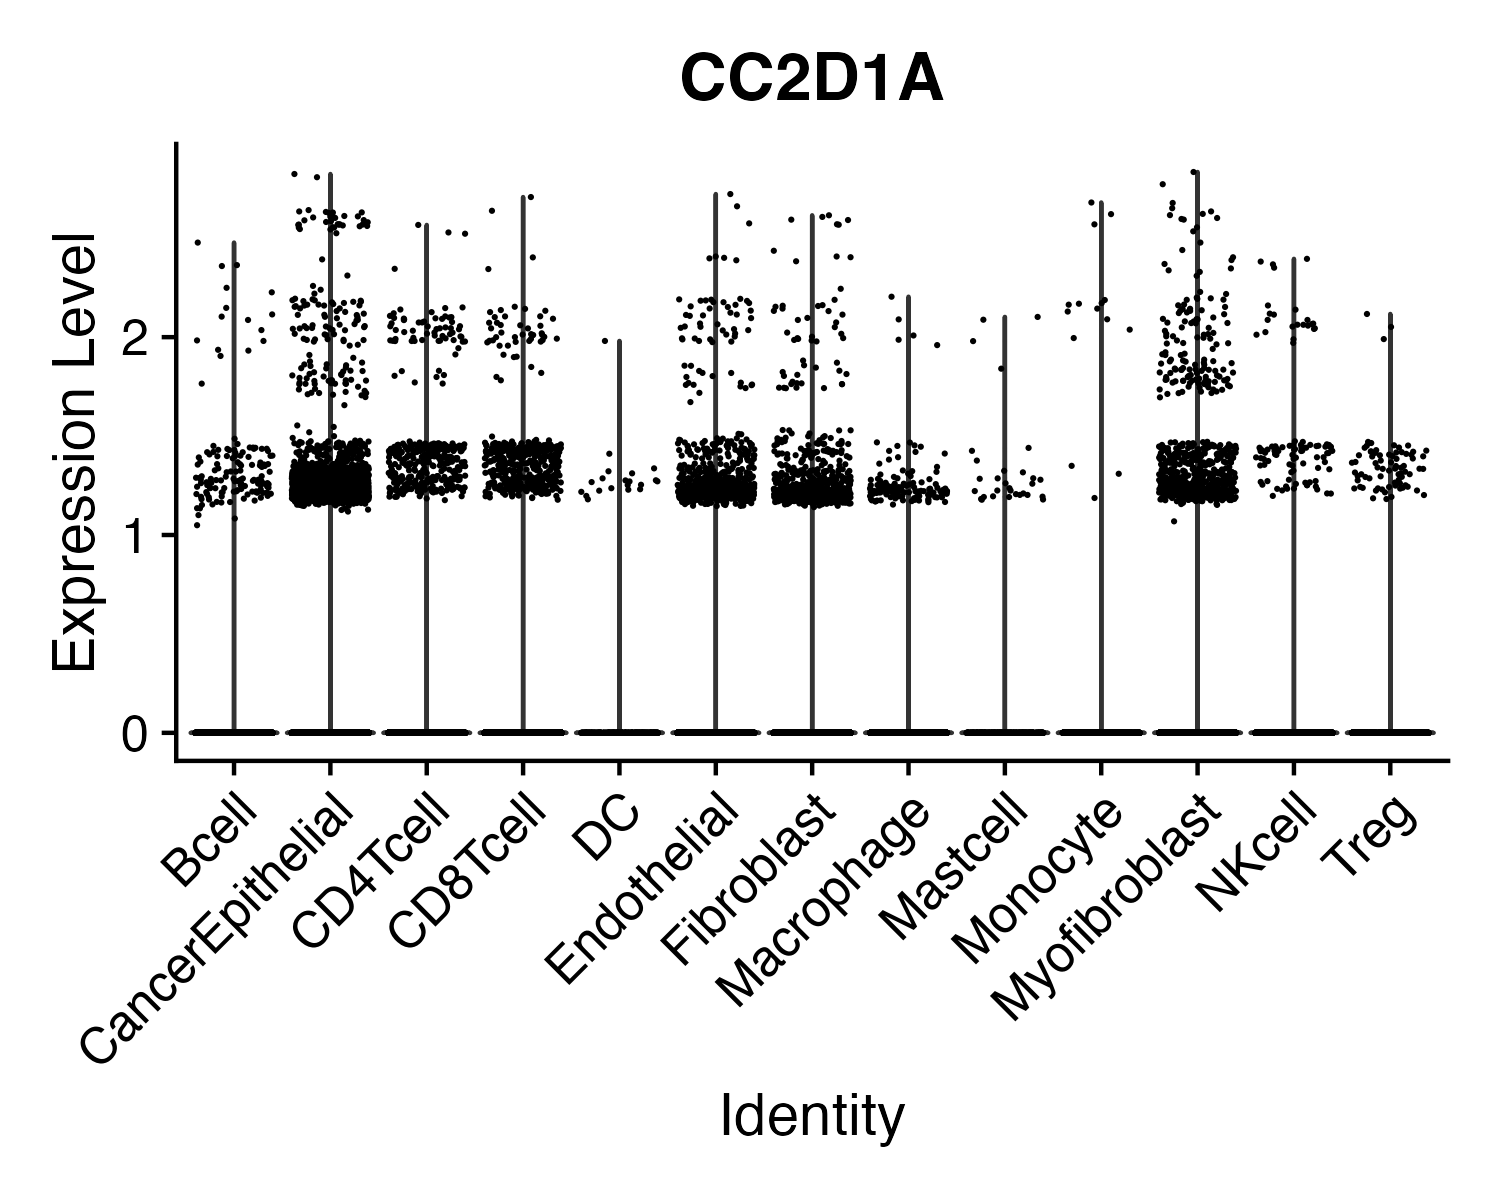 CC2D1A
Expression Level
2
1
0
Bcell
CancerEpithelial
CD4Tcell
CD8Tcell
DC
Endothelial
Fibroblast
Macrophage
Mastcell
Monocyte
Myofibroblast
NKcell
Treg
Identity